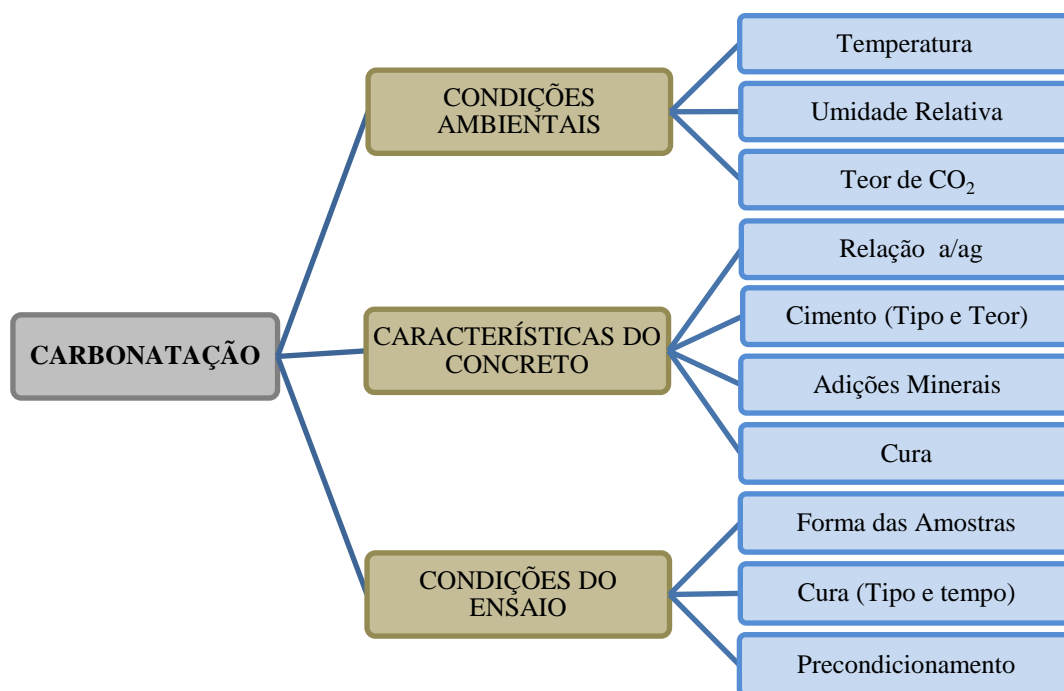 CARBONATAÇÃO
CONDIÇÕES
AMBIENTAIS
Temperatura
Umidade Relativa
Teor de CO₂
CARACTERÍSTICAS DO
CONCRETO
Relação a/ag
Cimento (Tipo e Teor)
Adições Minerais
Cura
CONDIÇÕES DO
ENSAIO
Forma das Amostras
Cura (Tipo e tempo)
Precondicionamento